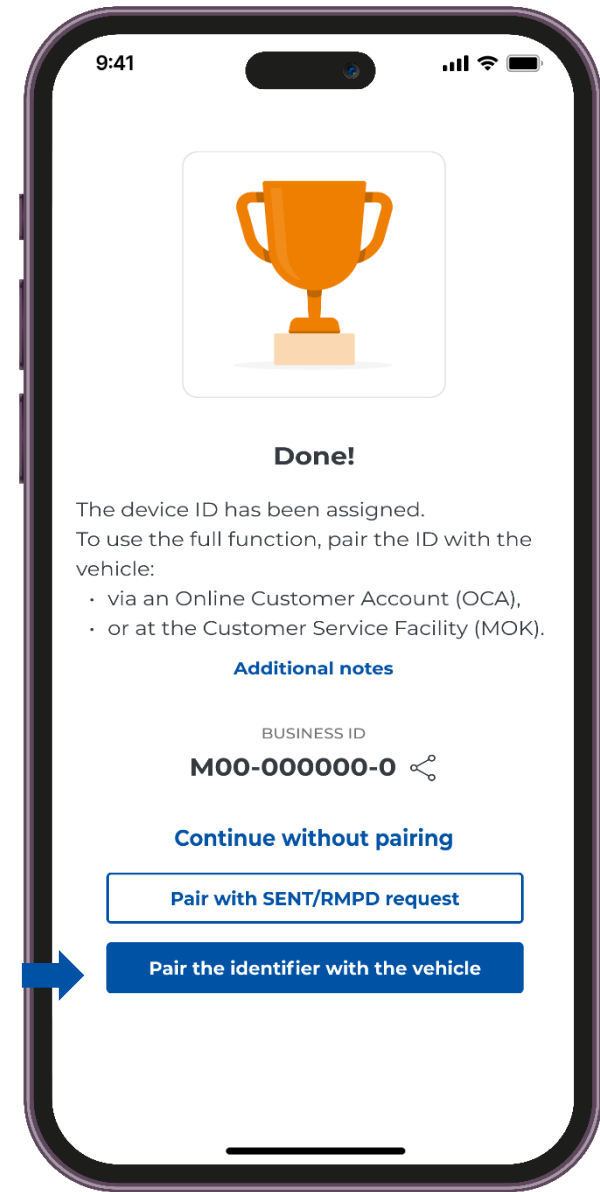 9:41
Done!
The device ID has been assigned.
To use the full function, pair the ID with the
vehicle:
• via an Online Customer Account (OCA),
• or at the Customer Service Facility (MOK).
Additional notes
BUSINESS ID
M00-000000-0
Continue without pairing
Pair with SENT/RMPD request
Pair the identifier with the vehicle